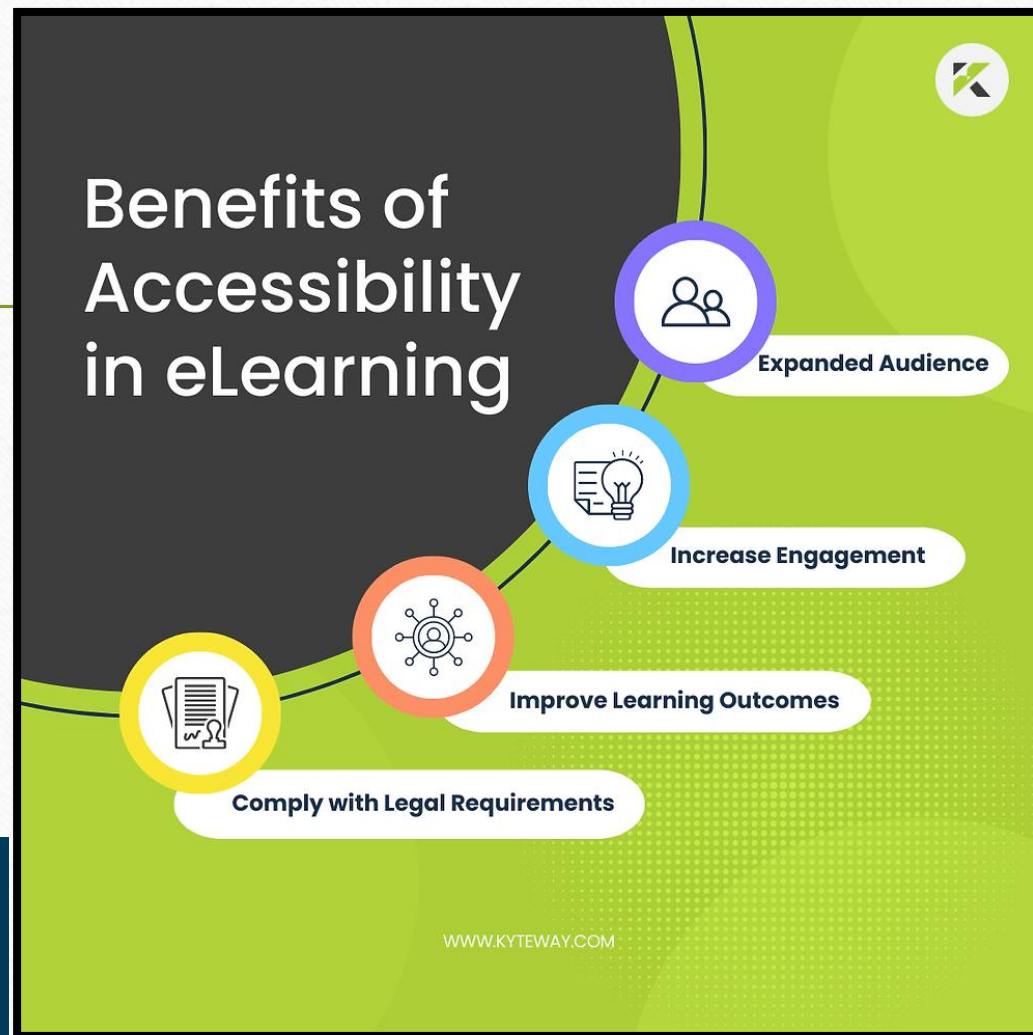 Benefits of
Accessibility
in eLearning
Expanded Audience
Increase Engagement
Improve Learning Outcomes
Comply with Legal Requirements
WWW.KYTEWAY.COM